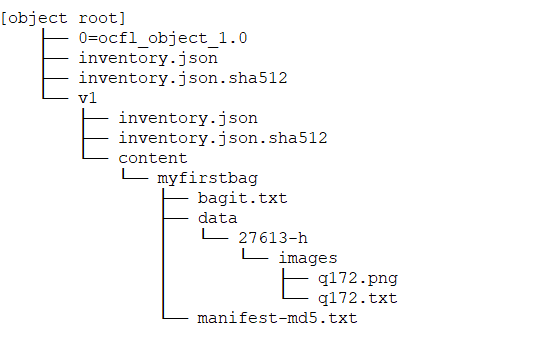 [object root]
├── 0=ocfl_object_1.0
├── inventory.json
├── inventory.json.sha512
└── v1
├── inventory.json
├── inventory.json.sha512
└── content
└── myfirstbag
├── bagit.txt
├── data
└── 27613-h
└── images
├── q172.png
└── q172.txt
└── manifest-md5.txt